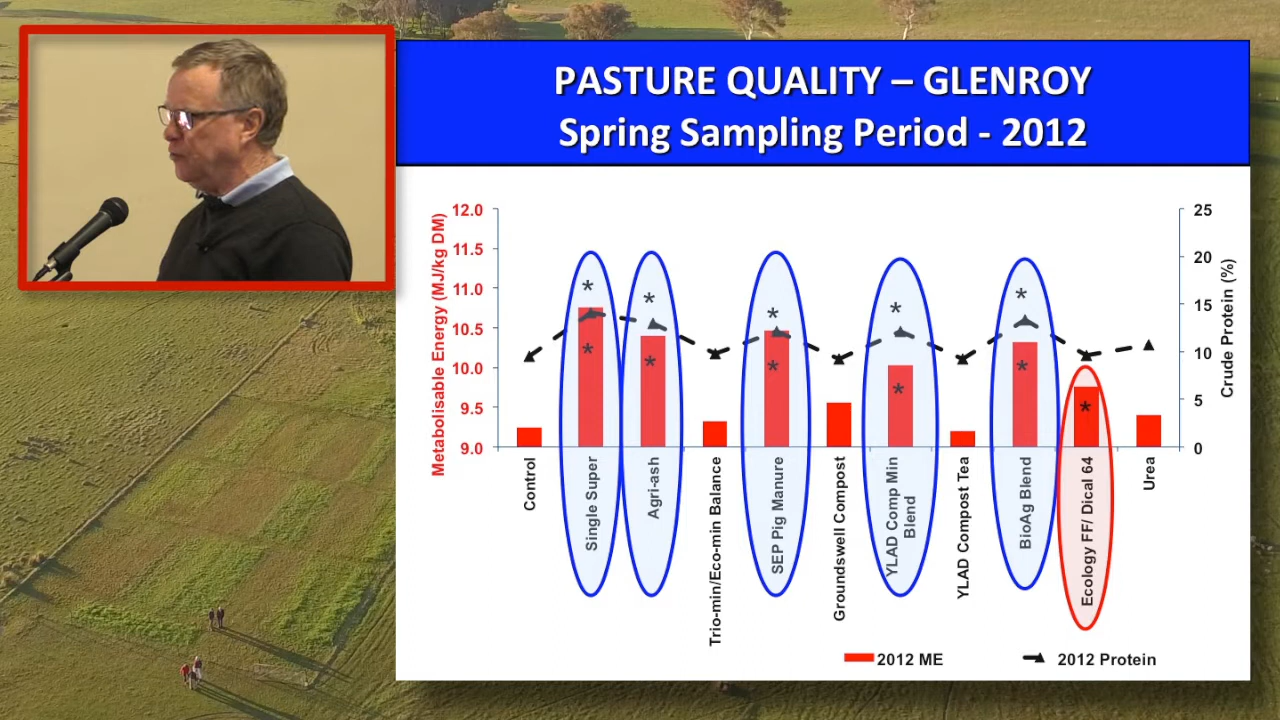 PASTURE QUALITY – GLENROY
Spring Sampling Period - 2012
Metabolisable Energy (MJ/kg DM)
12.0
11.5
11.0
10.5
10.0
9.5
9.0
25
20
15
10
5
0
Crude Protein (%)
*
*
*
*
*
*
*
*
*
*
*
Control
Single Super
Agri-ash
Trio-min/Eco-min Balance
SEP Pig Manure
Groundswell Compost
YLAD Comp Min
Blend
YLAD Compost Tea
BioAg Blend
Ecology FF/ Dical 64
Urea
2012 ME
2012 Protein